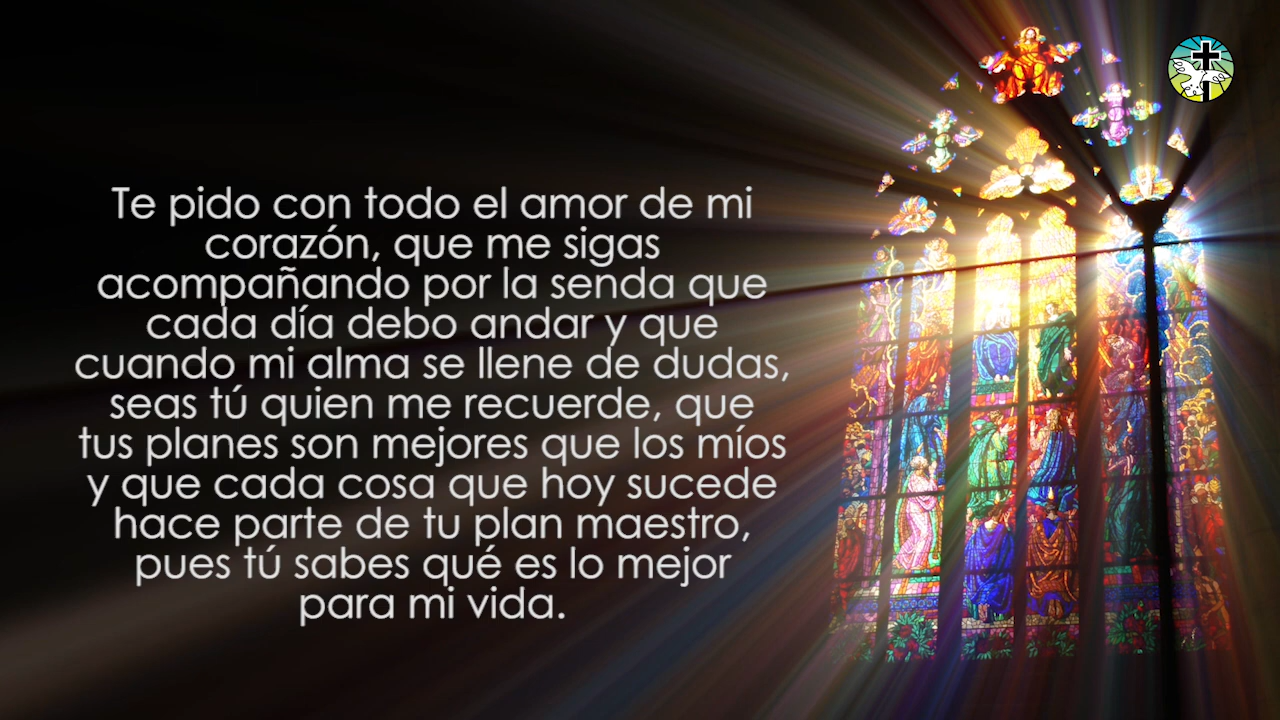 Te pido con todo el amor de mi
corazón, que me sigas
acompañando por la senda que
cada día debo andar y que
cuando mi alma se llene de dudas,
seas tú quien me recuerde, que
tus planes son mejores que los míos
y que cada cosa que hoy sucede
hace parte de tu plan maestro,
pues tú sabes qué es lo mejor
para mi vida.